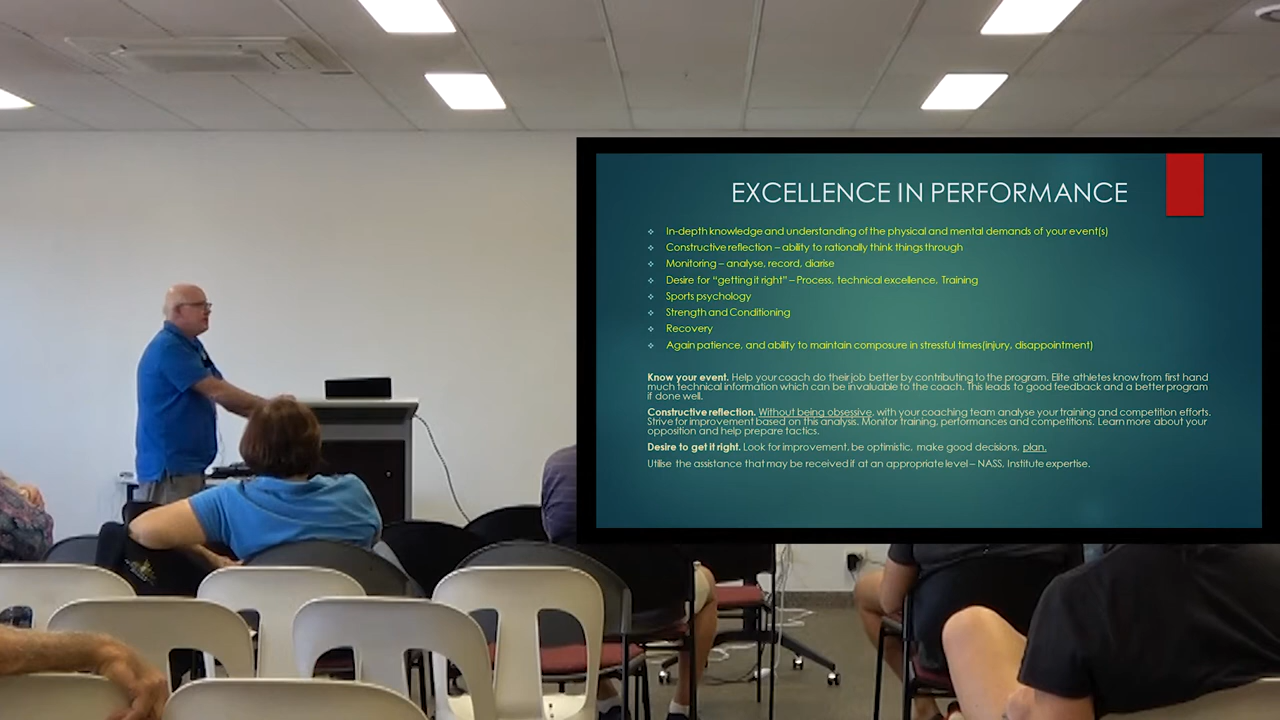 EXCELLENCE IN PERFORMANCE
In-depth knowledge and understanding of the physical and mental demands of your event(s)
Constructive reflection – ability to rationally think things through
Monitoring – analyse, record, diarise
Desire for “getting it right” – Process, technical excellence, Training
Sports psychology
Strength and Conditioning
Recovery
Again patience, and ability to maintain composure in stressful times(injury, disappointment)
Know your event. Help your coach do their job better by contributing to the program. Elite athletes know from first hand
much technical information which can be invaluable to the coach. This leads to good feedback and a better program
if done well.
Constructive reflection. Without being obsessive, with your coaching team analyse your training and competition efforts.
Strive for improvement based on this analysis. Monitor training, performances and competitions. Learn more about your
opposition and help prepare tactics.
Desire to get it right. Look for improvement, be optimistic, make good decisions, plan.
Utilise the assistance that may be received if at an appropriate level – NASS, Institute expertise.